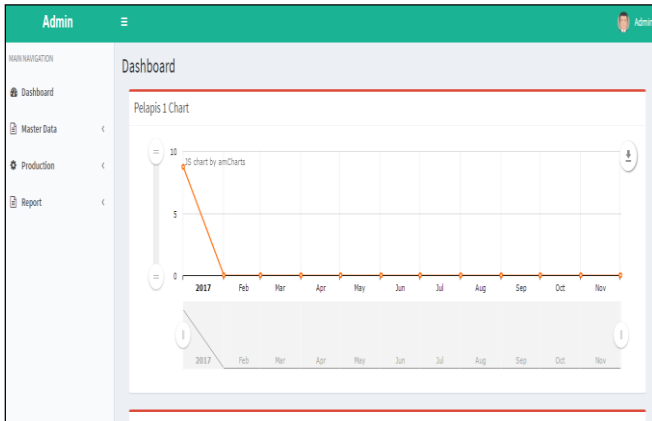 Admin
Admin
MAIN NAVIGATION
Dashboard
Master Data
Production
Report
Dashboard
Pelapis 1 Chart
10
JS chart by amCharts
5
0
2017 Feb Mar Apr May Jun Jul Aug Sep Oct Nov
2017 Feb Mar Apr May Jun Jul Aug Sep Oct Nov